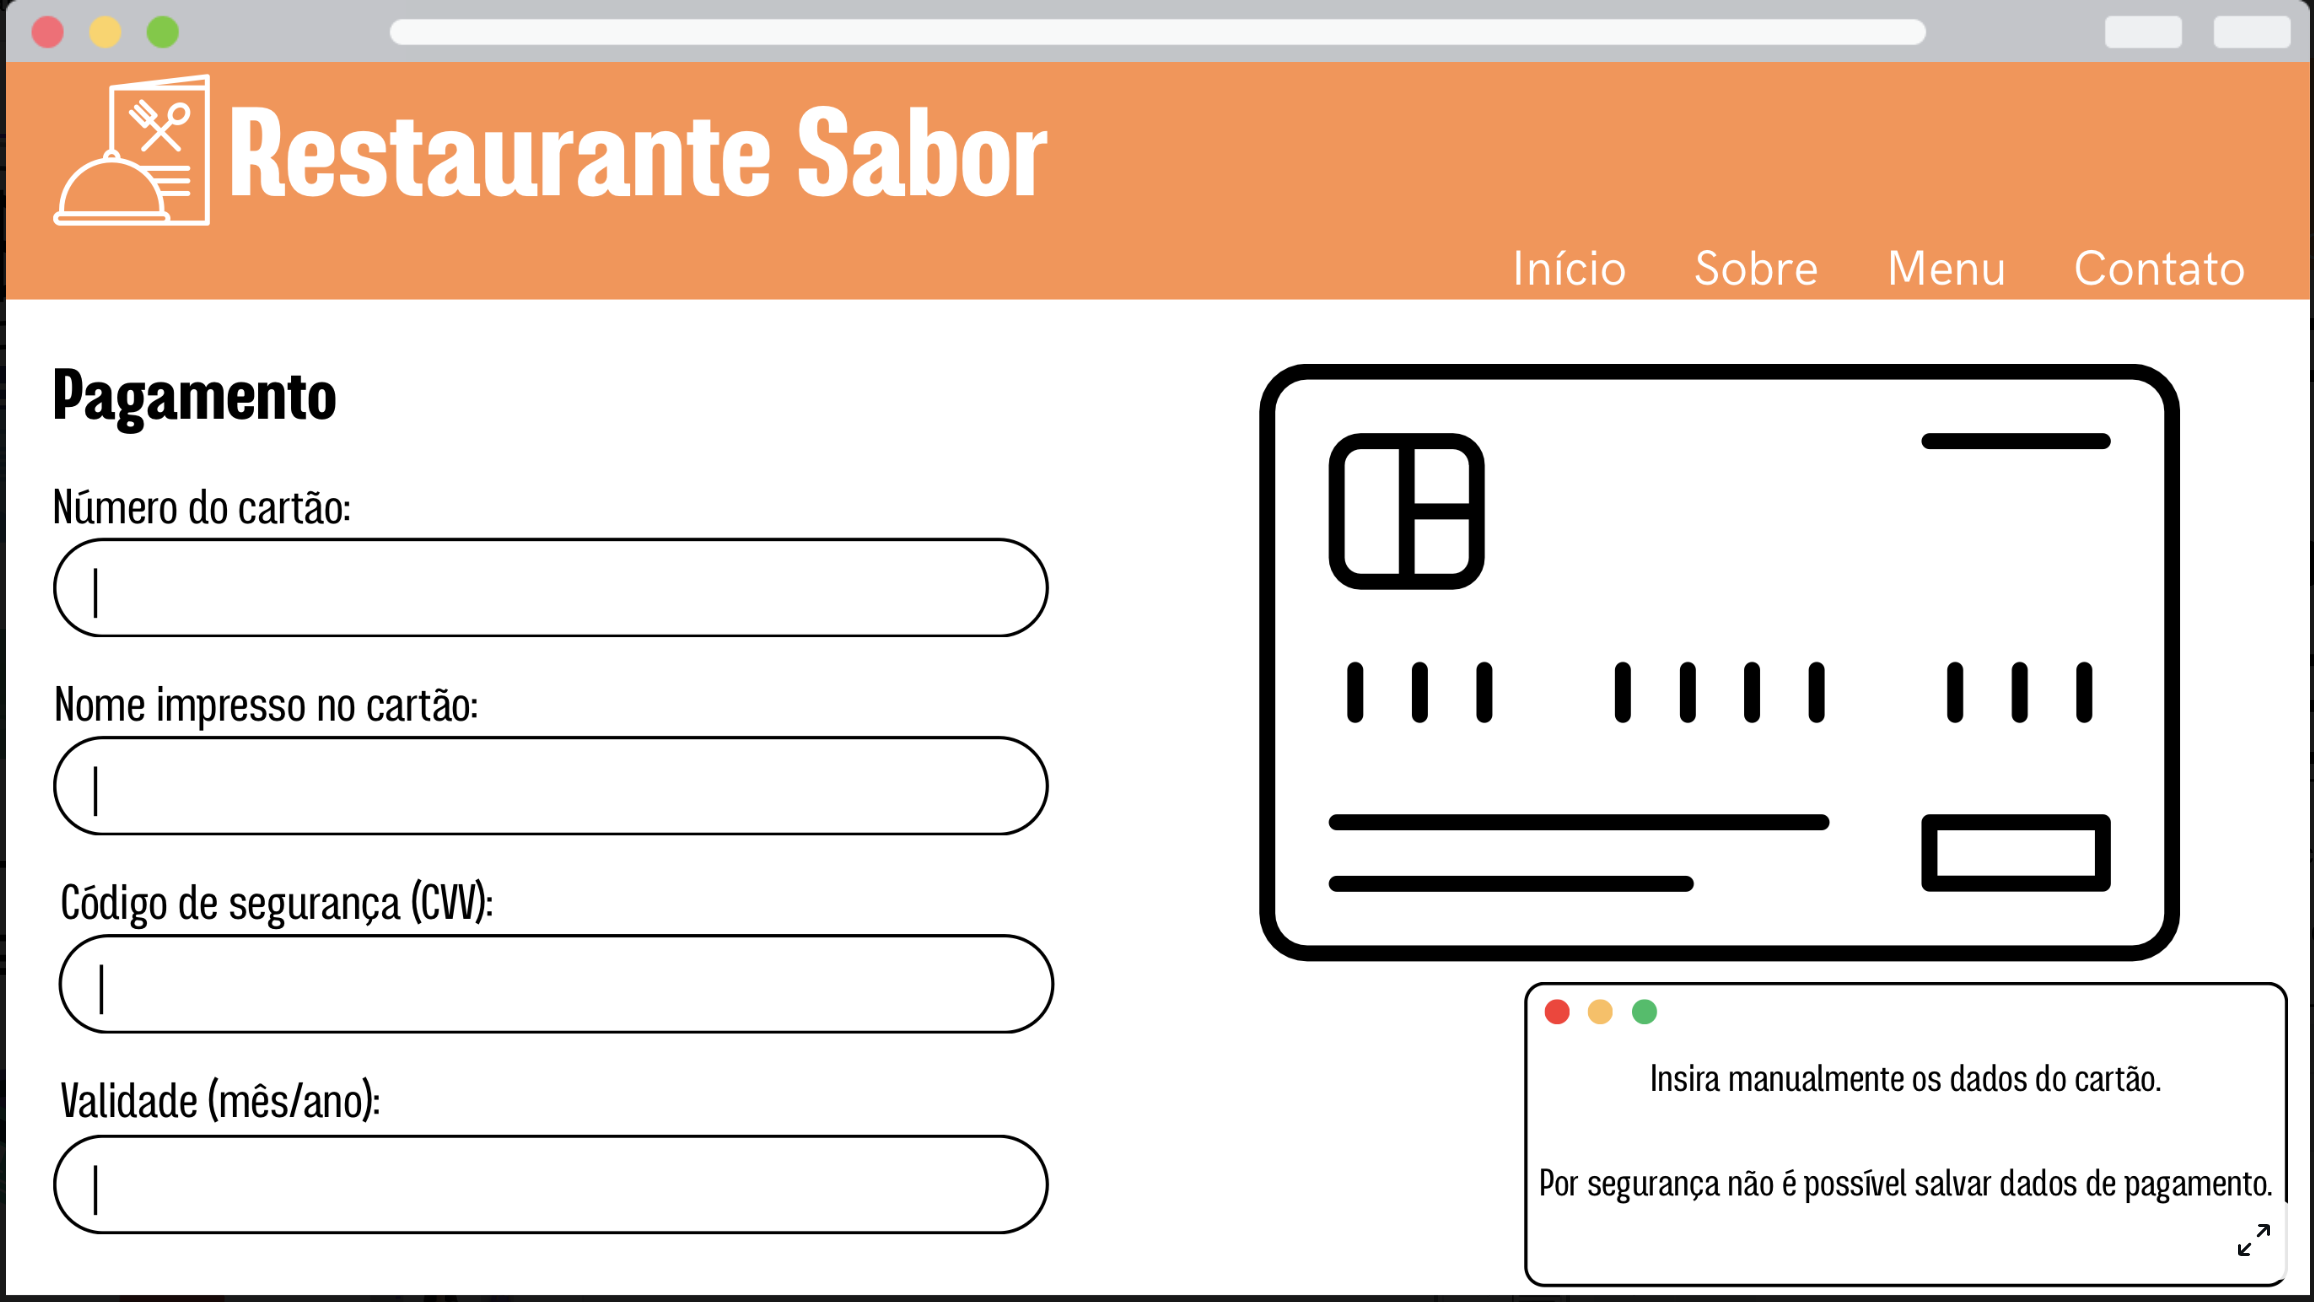 Restaurante Sabor
Início Sobre Menu Contato
Pagamento
Número do cartão:
Nome impresso no cartão:
Código de segurança (CVV):
Validade (mês/ano):
Insira manualmente os dados do cartão.
Por segurança não é possível salvar dados de pagamento.